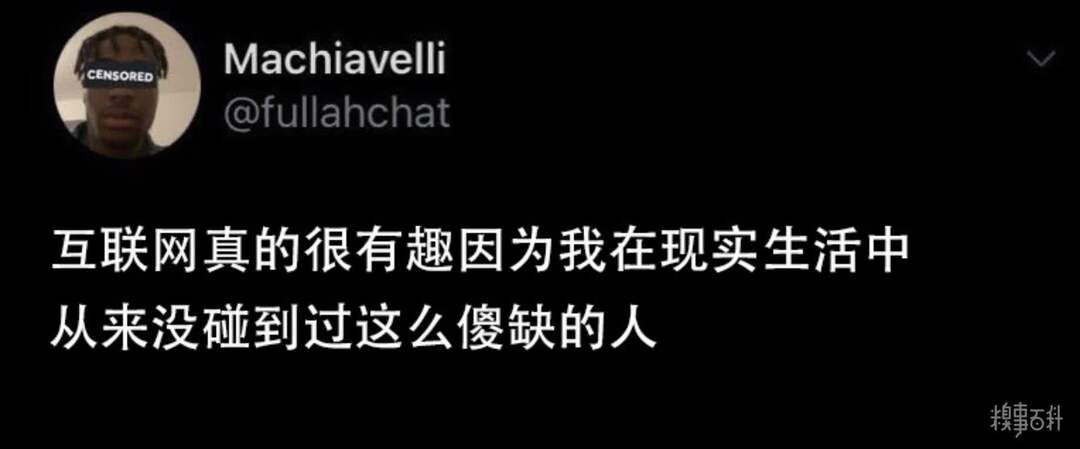 CENSORED
Machiavelli
@fullahchat
互联网真的很有趣因为我在现实生活中
从来没碰到过这么傻缺的人
糗事百科